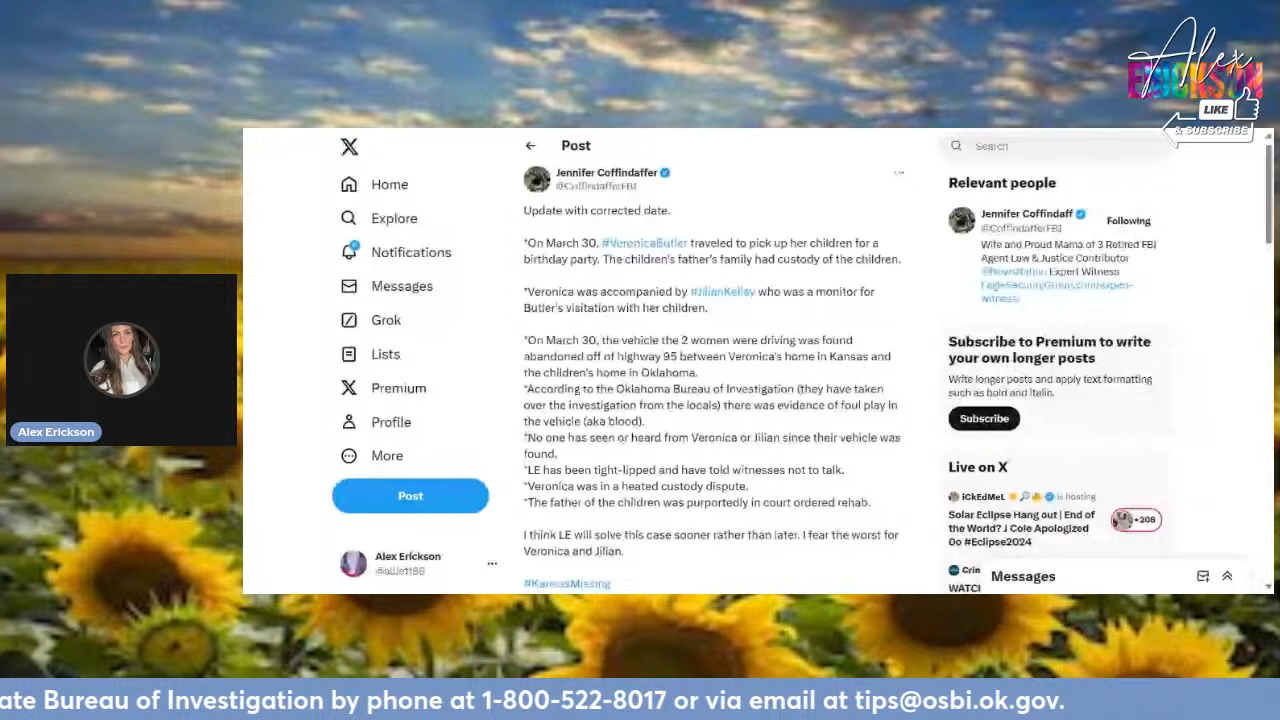 Alex
ERICKSON
LIKE
& SUBSCRIBE
Post
Search
Home
Explore
Notifications
Messages
Grok
Lists
Premium
Profile
More
Post
Alex Erickson
Jennifer Coffindaffer
@CoffindafferFBI
Update with corrected date.
*On March 30, #VeronicaButler traveled to pick up her children for a
birthday party. The children's father's family had custody of the children.
*Veronica was accompanied by #JilianKelley who was a monitor for
Butler's visitation with her children.
*On March 30, the vehicle the 2 women were driving was found
abandoned off of highway 95 between Veronica's home in Kansas and
the children's home in Oklahoma.
*According to the Oklahoma Bureau of Investigation (they have taken
over the investigation from the locals) there was evidence of foul play in
the vehicle (aka blood).
*No one has seen or heard from Veronica or Jilian since their vehicle was
found.
*LE has been tight-lipped and have told witnesses not to talk.
*Veronica was in a heated custody dispute.
*The father of the children was purportedly in court ordered rehab.
I think LE will solve this case sooner rather than later. I fear the worst for
Veronica and Jilian.
#KansasMissing
Relevant people
Jennifer Coffindaff
Following
@CoffindafferFBI
Wife and Proud Mama of 3 Retired FBI
Agent Law & Justice Contributor
@NewsNation Expert Witness
Subscribe to Premium to write
your own longer posts
Write longer posts and apply text formatting
such as bold and italic.
Subscribe
Live on X
iCkEdMeL is hosting
Solar Eclipse Hang out | End of
the World? J Cole Apologized
Do #Eclipse2024
+206
Crin
WATCI
Messages
Alex Erickson
ate Bureau of Investigation by phone at 1-800-522-8017 or via email at tips@osbi.ok.gov.